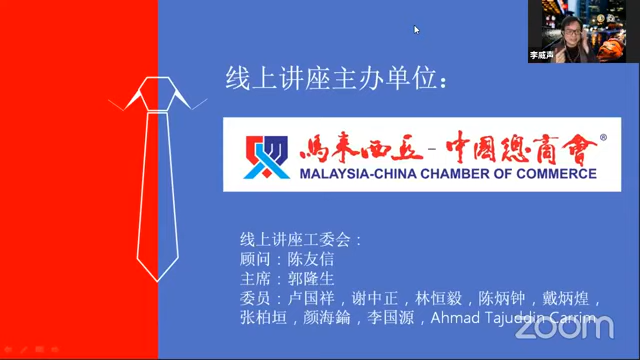 李威声
线上讲座主办单位：
馬來西亞-中國總商會®
MALAYSIA-CHINA CHAMBER OF COMMERCE
线上讲座工委会：
顾问：陈友信
主席：郭隆生
委员：卢国祥，谢中正，林恒毅，陈炳钟，戴炳煌，
张柏垣，颜海鑰，李国源，Ahmad Tajuddin Carrim
zoom